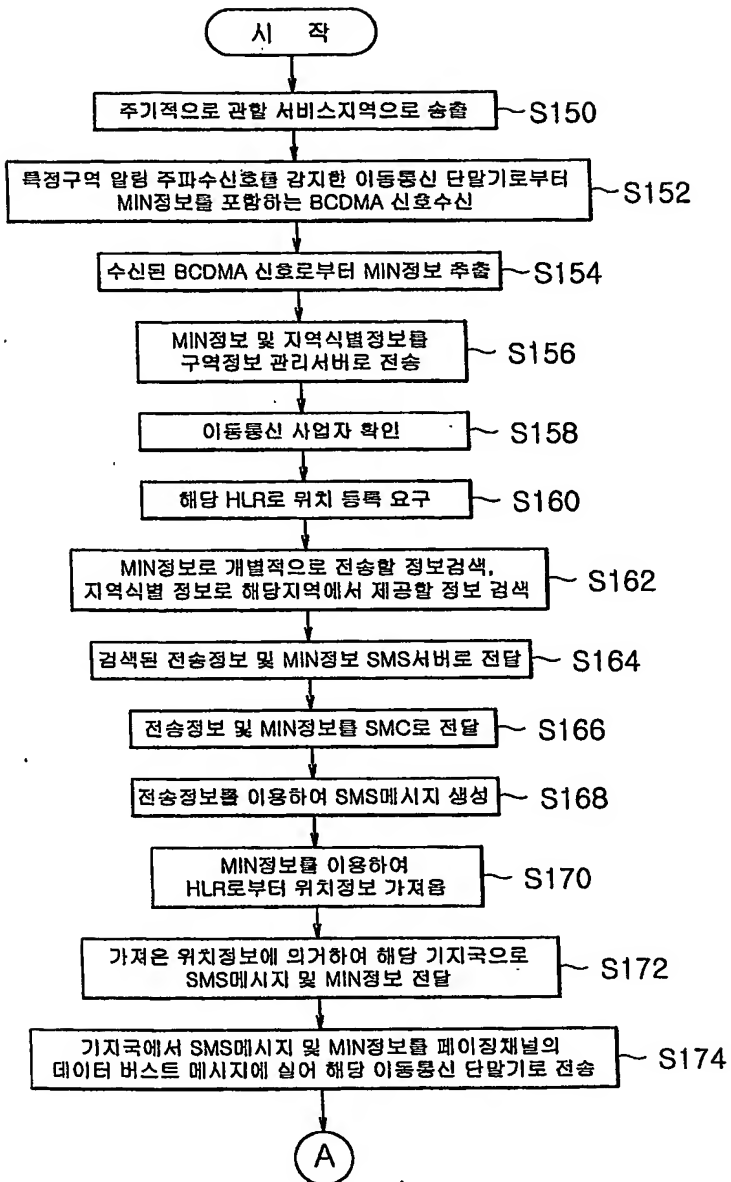 시 작
주기적으로 관할 서비스지역으로 송출
S150
특정구역 알림 주파수신호를 감지한 이동통신 단말기로부터
MIN정보를 포함하는 BCDMA 신호수신
S152
수신된 BCDMA 신호로부터 MIN정보 추출
S154
MIN정보 및 지역식별정보를
구역정보 관리서버로 전송
S156
이동통신 사업자 확인
S158
해당 HLR로 위치 등록 요구
S160
MIN정보로 개별적으로 전송할 정보검색,
지역식별 정보로 해당지역에서 제공할 정보 검색
S162
검색된 전송정보 및 MIN정보 SMS서버로 전달
S164
전송정보 및 MIN정보를 SMC로 전달
S166
전송정보를 이용하여 SMS메시지 생성
S168
MIN정보를 이용하여
HLR로부터 위치정보 가져옴
S170
가져온 위치정보에 의거하여 해당 기지국으로
SMS메시지 및 MIN정보 전달
S172
기지국에서 SMS메시지 및 MIN정보를 페이징채널의
데이터 버스트 메시지에 실어 해당 이동통신 단말기로 전송
S174
A